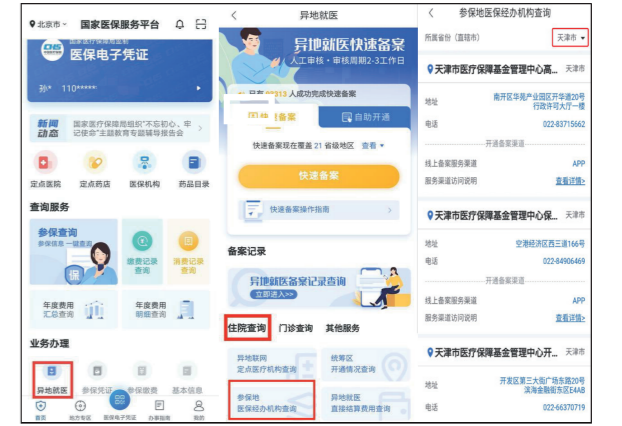 北京市
国家医保服务平台
CHS
国家医疗保障局监制
医保电子凭证
孙* 110*****
新闻动态
国家医疗保障局组织“不忘初心、牢
记使命”主题教育专题辅导报告会
定点医院
定点药店
医保机构
药品目录
查询服务
参保查询
参保信息 一键查询
保
缴费记录
查询
消费记录
查询
年度费用
汇总查询
年度费用
明细查询
业务办理
异地就医
参保凭证
参保缴费
基本信息
首页
地方专区
医保电子凭证
办事指南
我的
异地就医
异地就医快速备案
人工审核·审核周期2-3工作日
人成功完成快速备案
备案
自助开通
快速备案现在覆盖 21 省级地区 查看
快速备案
快速备案操作指南
备案记录
异地就医备案记录查询
立即进入>>
住院查询
门诊查询
其他服务
异地联网
定点医疗机构查询
统筹区
开通情况查询
参保地
医保经办机构查询
异地就医
直接结算费用查询
参保地医保经办机构查询
所属省份（直辖市）
天津市
天津市医疗保障基金管理中心高...
天津市
地址
南开区华苑产业园区开华道20号
行政许可大厅一楼
电话
022-83715662
开通备案渠道
线上备案服务渠道
APP
服务渠道访问说明
查看详情>
天津市医疗保障基金管理中心保...
天津市
地址
空港经济区西三道166号
电话
022-84906469
开通备案渠道
线上备案服务渠道
APP
服务渠道访问说明
查看详情>
天津市医疗保障基金管理中心开...
天津市
地址
开发区第三大街广场东路20号
滨海金融街东区E4AB
电话
022-66370719